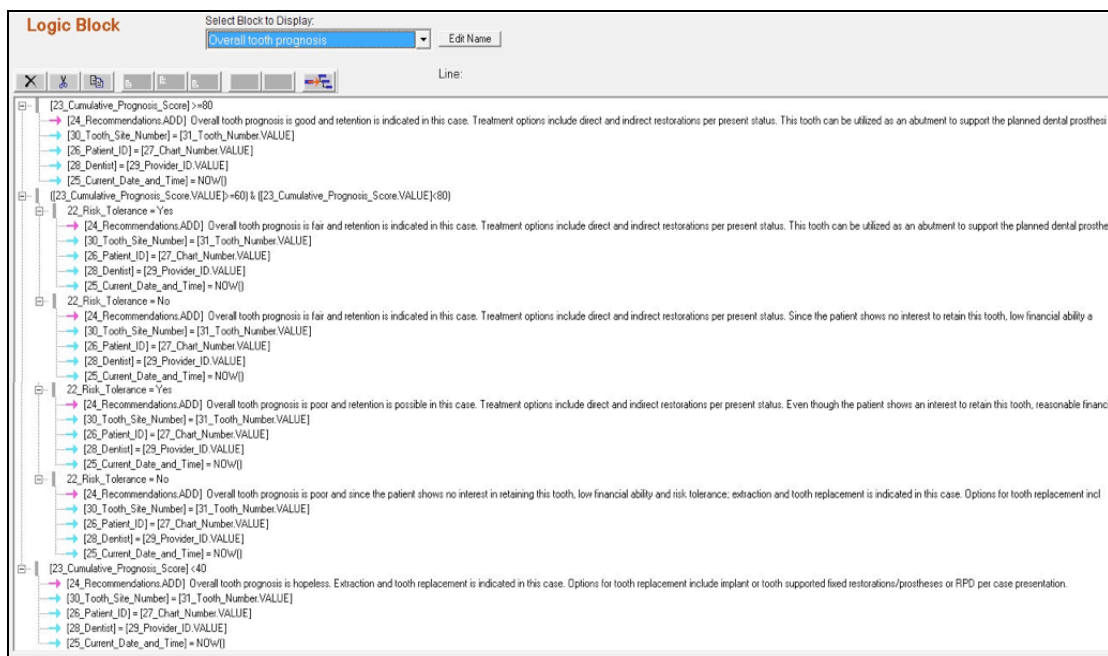 Logic Block
Select Block to Display:
Overall tooth prognosis
Edit Name
Line:
[23_Cumulative_Prognosis_Score] >=80
[24_Recommendations.ADD] Overall tooth prognosis is good and retention is indicated in this case. Treatment options include direct and indirect restorations per present status. This tooth can be utilized as an abutment to support the planned dental prosthesi
[30_Tooth_Site_Number] = [31_Tooth_Number.VALUE]
[26_Patient_ID] = [27_Chart_Number.VALUE]
[28_Dentist] = [29_Provider_ID.VALUE]
[25_Current_Date_and_Time] = NOW()
([23_Cumulative_Prognosis_Score.VALUE]>=60) & ([23_Cumulative_Prognosis_Score.VALUE]<80)
22_Risk_Tolerance = Yes
[24_Recommendations.ADD] Overall tooth prognosis is fair and retention is indicated in this case. Treatment options include direct and indirect restorations per present status. This tooth can be utilized as an abutment to support the planned dental prosthe
[30_Tooth_Site_Number] = [31_Tooth_Number.VALUE]
[26_Patient_ID] = [27_Chart_Number.VALUE]
[28_Dentist] = [29_Provider_ID.VALUE]
[25_Current_Date_and_Time] = NOW()
22_Risk_Tolerance = No
[24_Recommendations.ADD] Overall tooth prognosis is fair and retention is indicated in this case. Treatment options include direct and indirect restorations per present status. Since the patient shows no interest to retain this tooth, low financial ability a
[30_Tooth_Site_Number] = [31_Tooth_Number.VALUE]
[26_Patient_ID] = [27_Chart_Number.VALUE]
[28_Dentist] = [29_Provider_ID.VALUE]
[25_Current_Date_and_Time] = NOW()
22_Risk_Tolerance = Yes
[24_Recommendations.ADD] Overall tooth prognosis is poor and retention is possible in this case. Treatment options include direct and indirect restorations per present status. Even though the patient shows an interest to retain this tooth, reasonable financi
[30_Tooth_Site_Number] = [31_Tooth_Number.VALUE]
[26_Patient_ID] = [27_Chart_Number.VALUE]
[28_Dentist] = [29_Provider_ID.VALUE]
[25_Current_Date_and_Time] = NOW()
22_Risk_Tolerance = No
[24_Recommendations.ADD] Overall tooth prognosis is poor and since the patient shows no interest in retaining this tooth, low financial ability and risk tolerance; extraction and tooth replacement is indicated in this case. Options for tooth replacement incl
[30_Tooth_Site_Number] = [31_Tooth_Number.VALUE]
[26_Patient_ID] = [27_Chart_Number.VALUE]
[28_Dentist] = [29_Provider_ID.VALUE]
[25_Current_Date_and_Time] = NOW()
[23_Cumulative_Prognosis_Score] <40
[24_Recommendations.ADD] Overall tooth prognosis is hopeless. Extraction and tooth replacement is indicated in this case. Options for tooth replacement include implant or tooth supported fixed restorations/prostheses or RPD per case presentation.
[30_Tooth_Site_Number] = [31_Tooth_Number.VALUE]
[26_Patient_ID] = [27_Chart_Number.VALUE]
[28_Dentist] = [29_Provider_ID.VALUE]
[25_Current_Date_and_Time] = NOW()